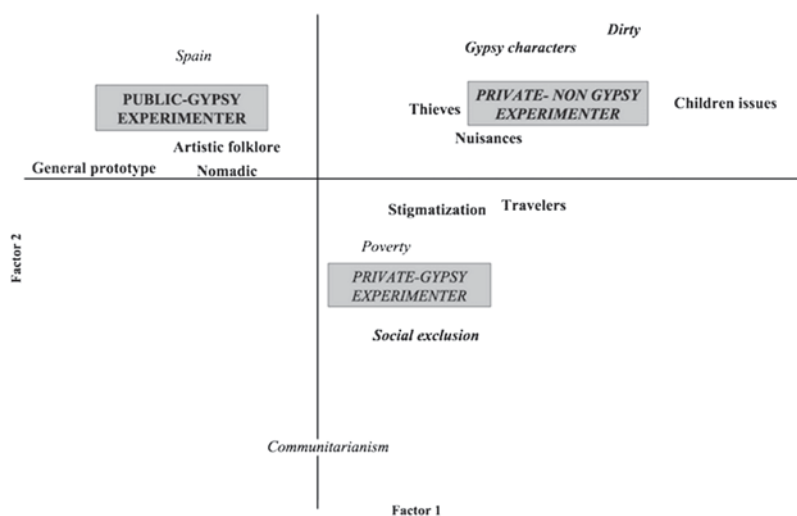 Dirty
Spain
Gypsy characters
PUBLIC-GYPSY
EXPERIMENTER
PRIVATE- NON GYPSY
EXPERIMENTER
Thieves
Children issues
Nuisances
Artistic folklore
General prototype
Nomadic
Stigmatization
Travelers
Poverty
PRIVATE-GYPSY
EXPERIMENTER
Factor 2
Social exclusion
Communitarianism
Factor 1